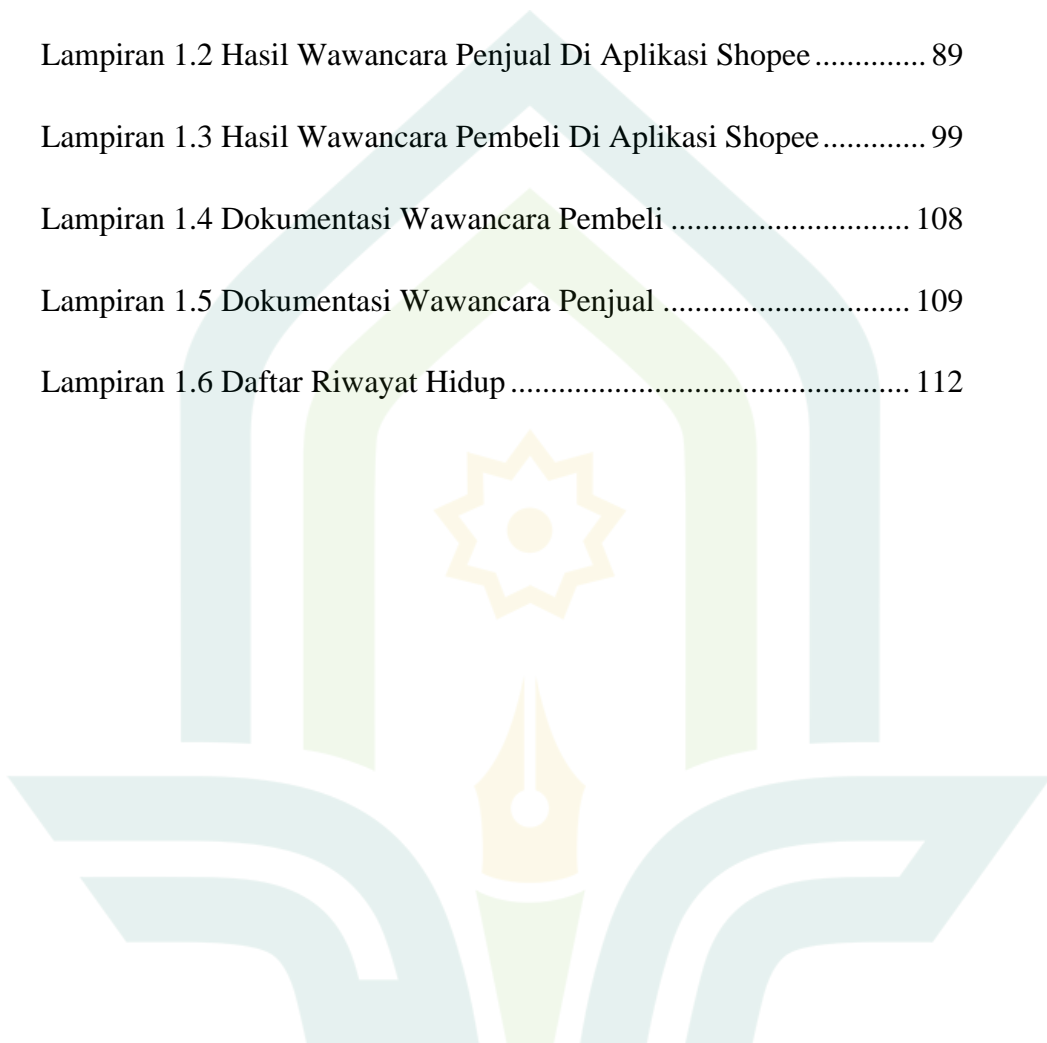 Lampiran 1.2 Hasil Wawancara Penjual Di Aplikasi Shopee .............. 89
Lampiran 1.3 Hasil Wawancara Pembeli Di Aplikasi Shopee ............. 99
Lampiran 1.4 Dokumentasi Wawancara Pembeli .............................. 108
Lampiran 1.5 Dokumentasi Wawancara Penjual ............................... 109
Lampiran 1.6 Daftar Riwayat Hidup .................................................. 112